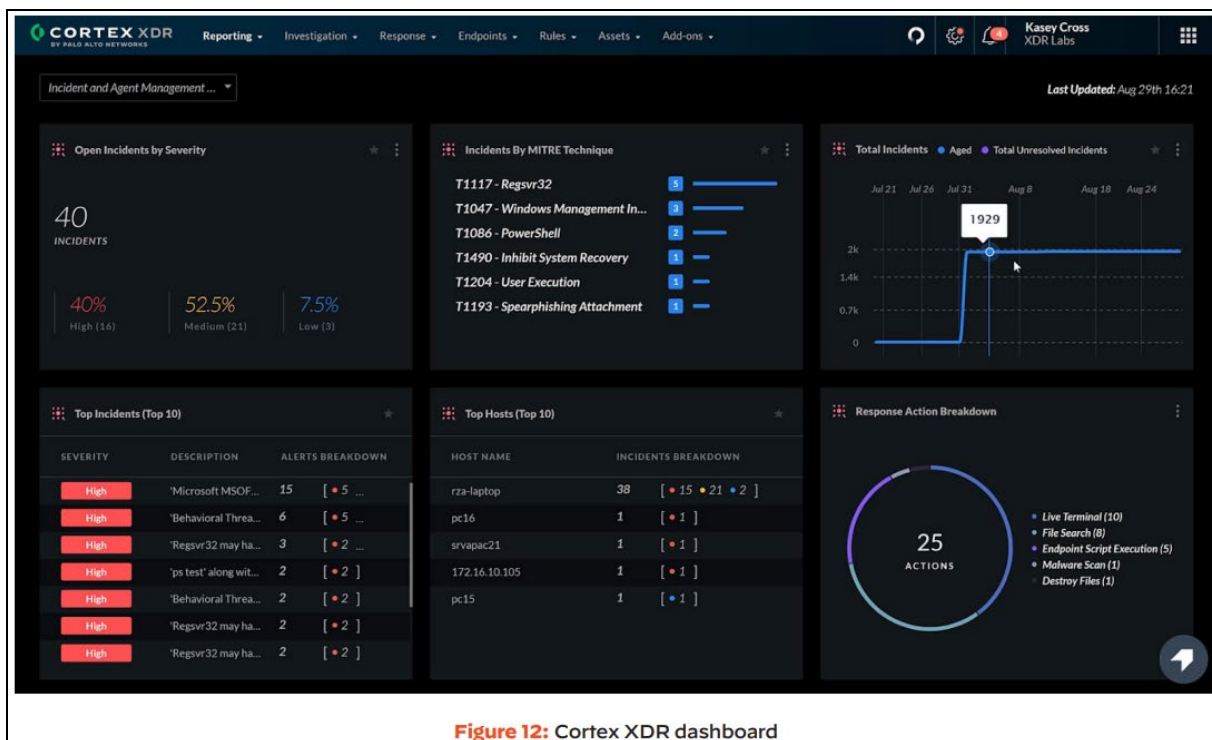 CORTEX XDR
BY PALO ALTO NETWORKS
Reporting
Investigation
Response
Endpoints
Rules
Assets
Add-ons
4
Kasey Cross
XDR Labs
Incident and Agent Management ...
Last Updated: Aug 29th 16:21
Open Incidents by Severity
40
INCIDENTS
40%
High (16)
52.5%
Medium (21)
7.5%
Low (3)
Incidents By MITRE Technique
T1117 - Regsvr32 5
T1047 - Windows Management In... 3
T1086 - PowerShell 2
T1490 - Inhibit System Recovery 1
T1204 - User Execution 1
T1193 - Spearphishing Attachment 1
Total Incidents Aged Total Unresolved Incidents
Jul 21 Jul 26 Jul 31 Aug 8 Aug 18 Aug 24
1929
2k
1.4k
0.7k
0
Top Incidents (Top 10)
SEVERITY DESCRIPTION ALERTS BREAKDOWN
High 'Microsoft MSOF... 15 [ • 5 ...
High 'Behavioral Threa... 6 [ • 5 ...
High 'Regsvr32 may ha... 3 [ • 2 ...
High 'ps test' along wit... 2 [ • 2 ]
High 'Behavioral Threa... 2 [ • 2 ]
High 'Regsvr32 may ha... 2 [ • 2 ]
High 'Regsvr32 may ha... 2 [ • 2 ]
Top Hosts (Top 10)
HOST NAME INCIDENTS BREAKDOWN
rza-laptop 38 [ • 15 • 21 • 2 ]
pc16 1 [ • 1 ]
srvapac21 1 [ • 1 ]
172.16.10.105 1 [ • 1 ]
pc15 1 [ • 1 ]
Response Action Breakdown
25
ACTIONS
Live Terminal (10)
File Search (8)
Endpoint Script Execution (5)
Malware Scan (1)
Destroy Files (1)
Figure 12: Cortex XDR dashboard